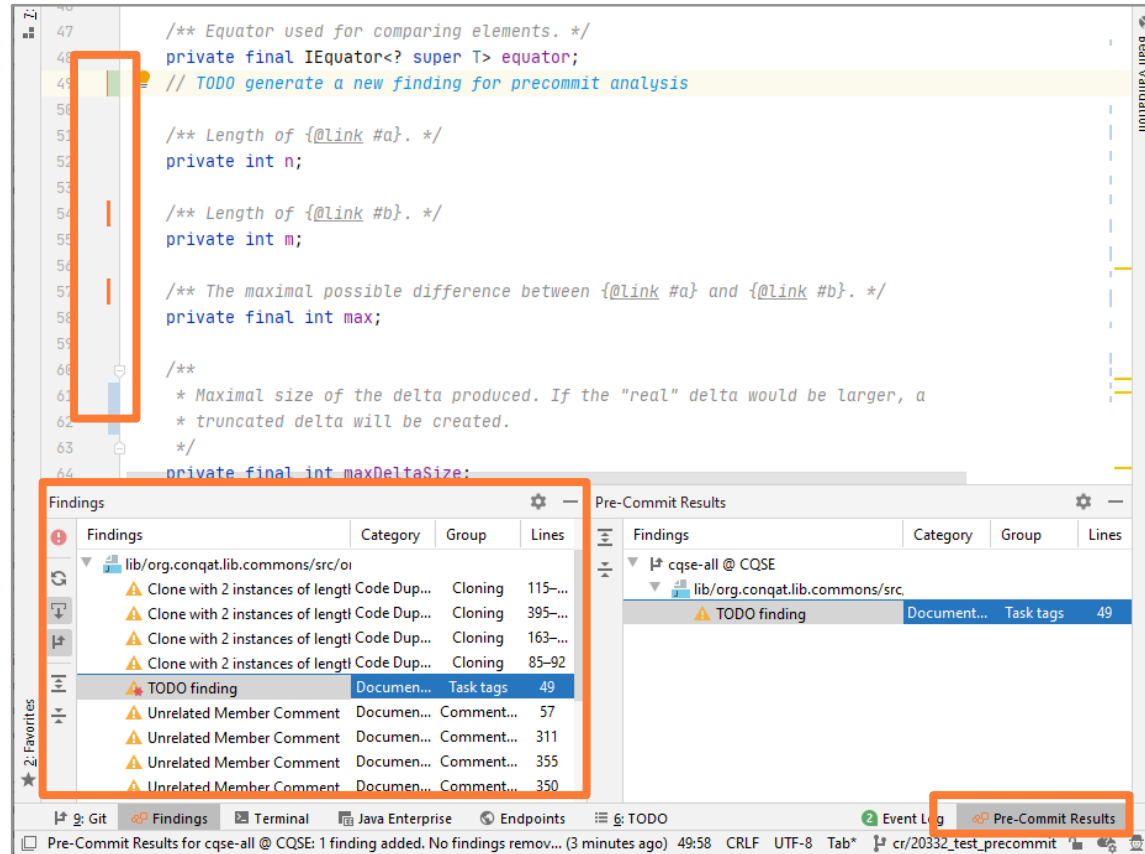 7:
46
47 /** Equator used for comparing elements. */
48 private final IEquator<? super T> equator;
49 // TODO generate a new finding for precommit analysis
50
51 /** Length of {@link #a}. */
52 private int n;
53
54 /** Length of {@link #b}. */
55 private int m;
56
57 /** The maximal possible difference between {@link #a} and {@link #b}. */
58 private final int max;
59
60 /**
61 * Maximal size of the delta produced. If the "real" delta would be larger, a
62 * truncated delta will be created.
63 */
64 private final int maxDeltaSize;
Bean Validation
Findings
Findings Category Group Lines
lib/org.conqat.lib.commons/src/or
Clone with 2 instances of lengtl Code Dup... Cloning 115–...
Clone with 2 instances of lengtl Code Dup... Cloning 395–...
Clone with 2 instances of lengtl Code Dup... Cloning 163–...
Clone with 2 instances of lengtl Code Dup... Cloning 85–92
TODO finding Documen... Task tags 49
Unrelated Member Comment Documen... Comment... 57
Unrelated Member Comment Documen... Comment... 311
Unrelated Member Comment Documen... Comment... 355
Unrelated Member Comment Documen... Comment... 350
Pre-Commit Results
Findings Category Group Lines
cqse-all @ CQSE
lib/org.conqat.lib.commons/src,
TODO finding Document... Task tags 49
2: Favorites
9: Git Findings Terminal Java Enterprise Endpoints 6: TODO 2 Event Log Pre-Commit Results
Pre-Commit Results for cqse-all @ CQSE: 1 finding added. No findings remov... (3 minutes ago) 49:58 CRLF UTF-8 Tab* cr/20332_test_precommit